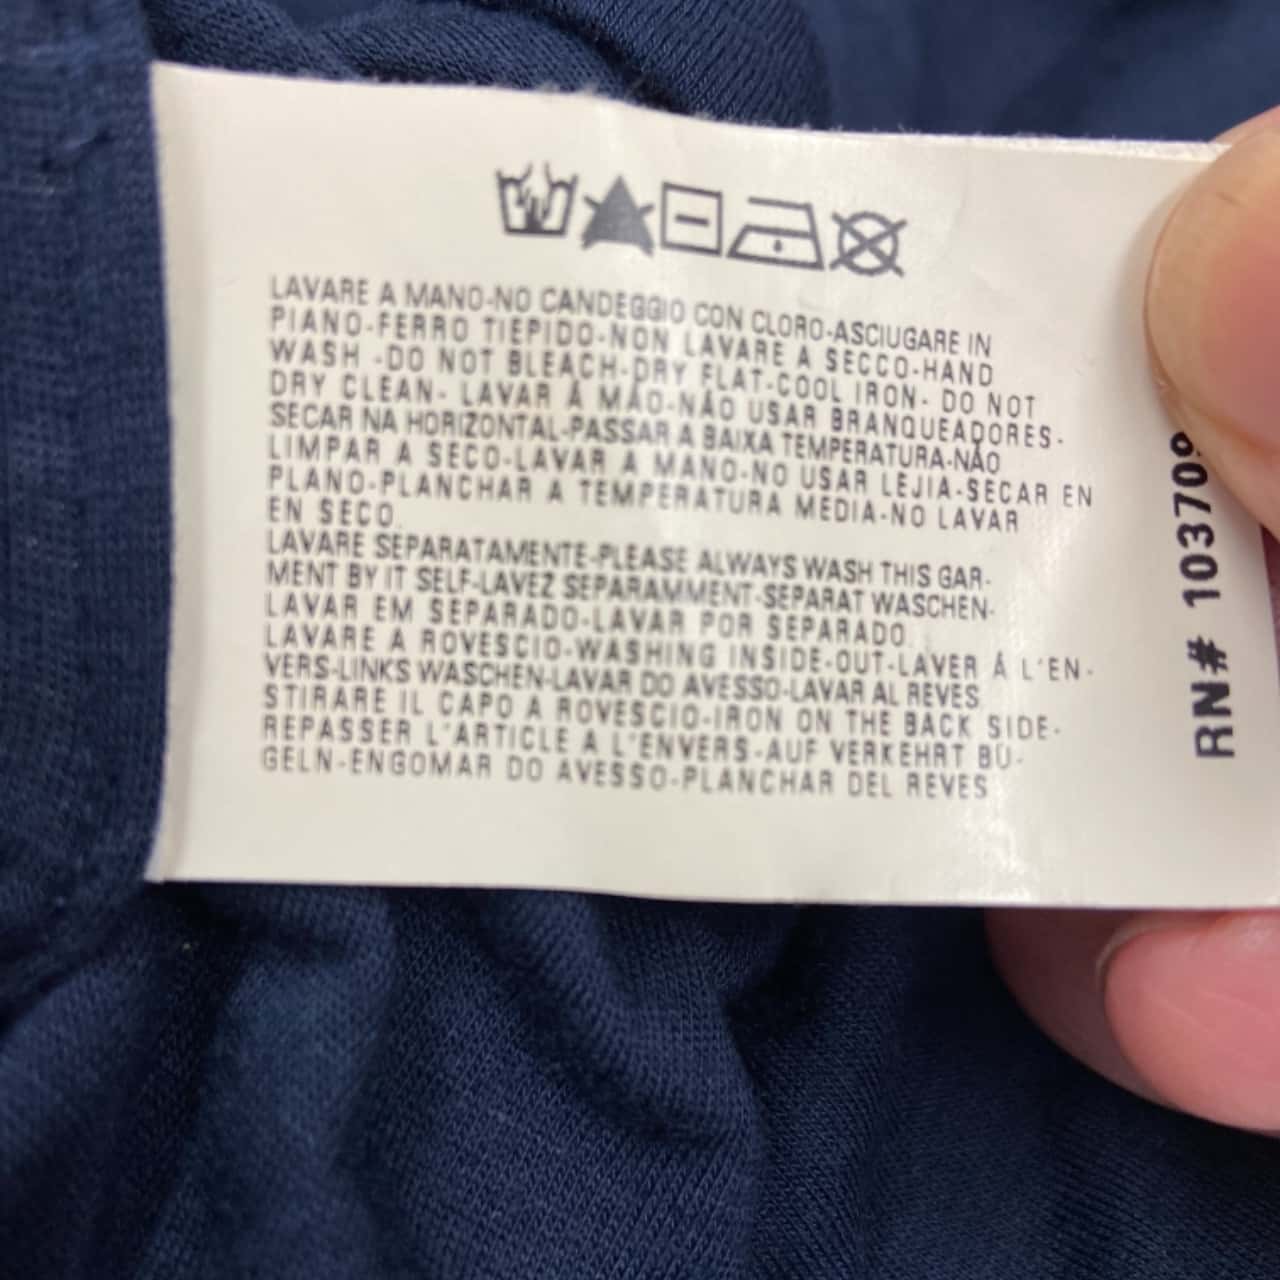 LAVARE A MANO-NO CANDEGGIO CON CLORO-ASCIUGARE IN
PIANO-FERRO TIEPIDO-NON LAVARE A SECCO-HAND
WASH -DO NOT BLEACH-DRY FLAT-COOL IRON- DO NOT
DRY CLEAN- LAVAR Á MÃO-NÃO USAR BRANQUEADORES-
SECAR NA HORIZONTAL-PASSAR A BAIXA TEMPERATURA-NÃO
LIMPAR A SECO-LAVAR A MANO-NO USAR LEJIA-SECAR EN
PLANO-PLANCHAR A TEMPERATURA MEDIA-NO LAVAR
EN SECO.
LAVARE SEPARATAMENTE-PLEASE ALWAYS WASH THIS GAR-
MENT BY IT SELF-LAVEZ SEPARAMMENT-SEPARAT WASCHEN-
LAVAR EM SEPARADO-LAVAR POR SEPARADO.
LAVARE A ROVESCIO-WASHING INSIDE-OUT-LAVER Á L'EN-
VERS-LINKS WASCHEN-LAVAR DO AVESSO-LAVAR AL REVES
STIRARE IL CAPO A ROVESCIO-IRON ON THE BACK SIDE-
REPASSER L'ARTICLE A L'ENVERS-AUF VERKEHRT BÜ-
GELN-ENGOMAR DO AVESSO-PLANCHAR DEL REVES
RN# 103709